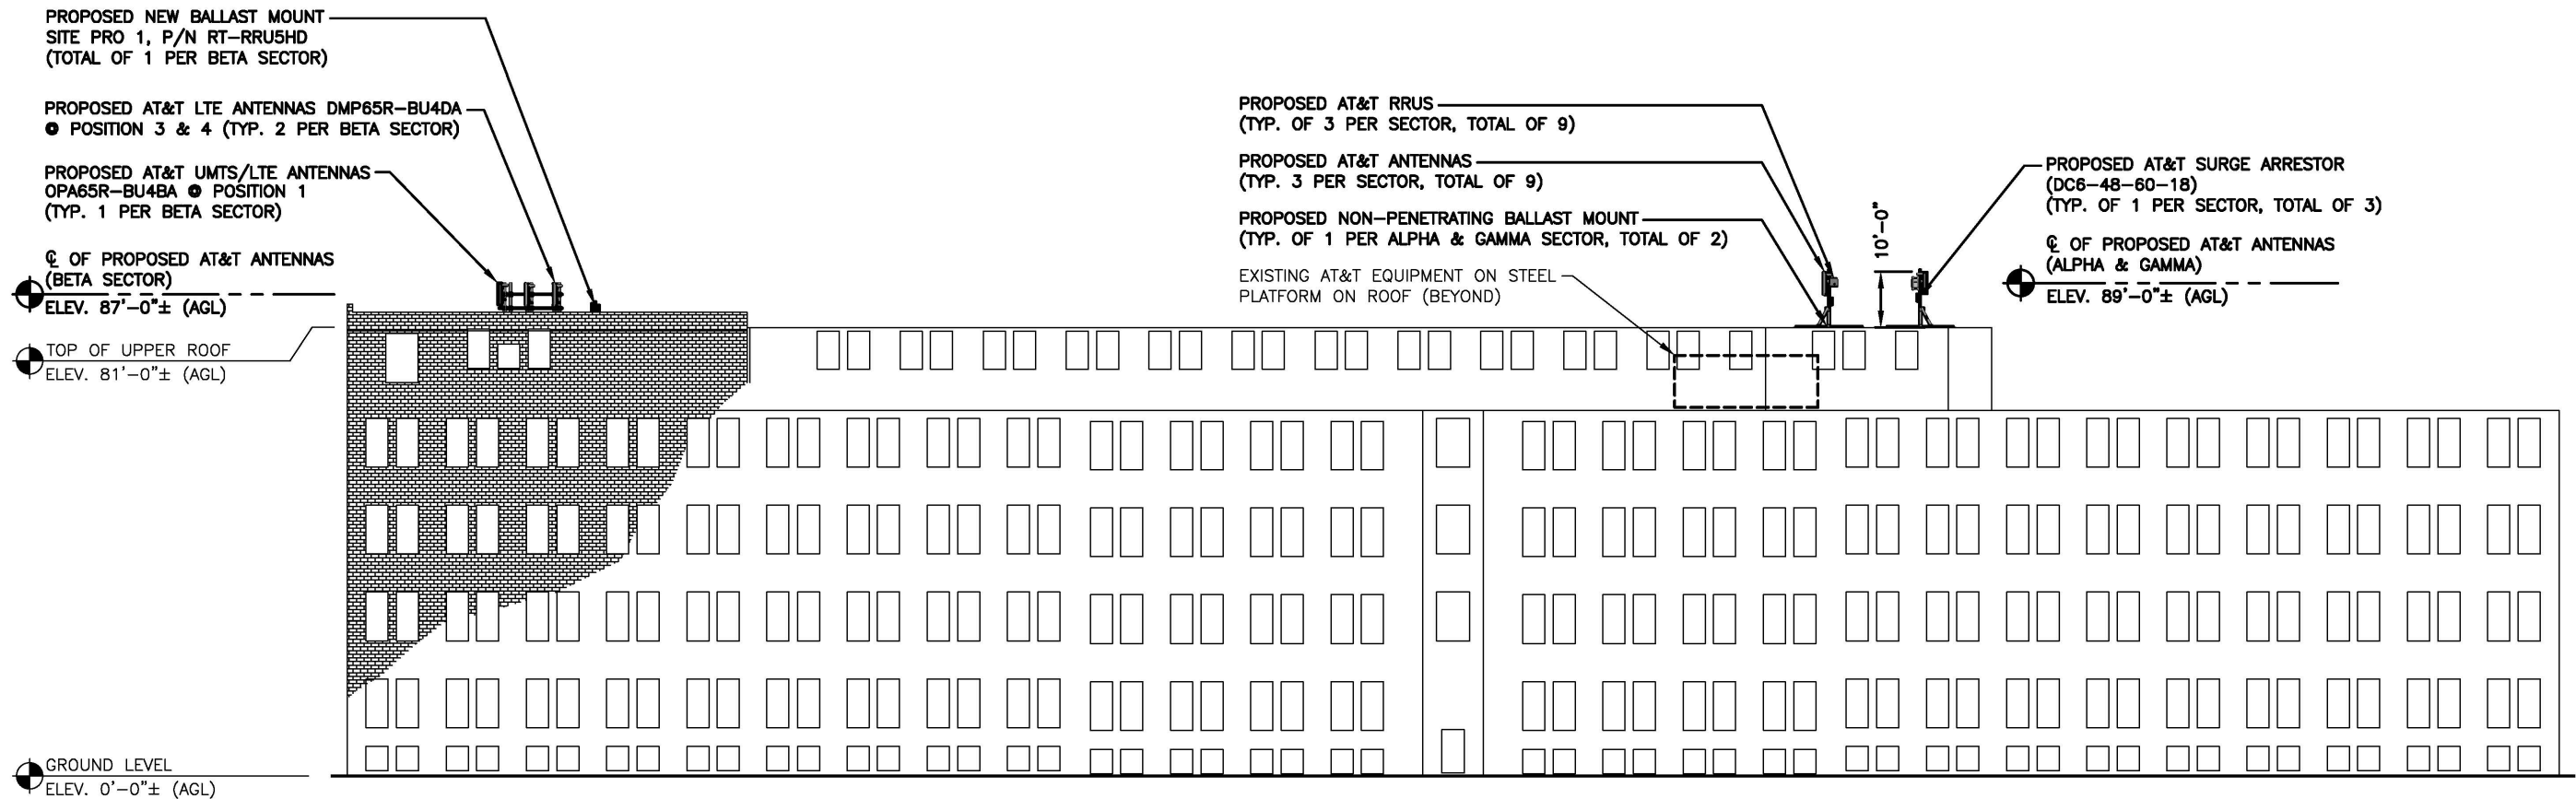 PROPOSED NEW BALLAST MOUNT
SITE PRO 1, P/N RT-RRU5HD
(TOTAL OF 1 PER BETA SECTOR)
PROPOSED AT&T LTE ANTENNAS DMP65R-BU4DA
@ POSITION 3 & 4 (TYP. 2 PER BETA SECTOR)
PROPOSED AT&T UMTS/LTE ANTENNAS
OPA65R-BU4BA @ POSITION 1
(TYP. 1 PER BETA SECTOR)
℄ OF PROPOSED AT&T ANTENNAS
(BETA SECTOR)
ELEV. 87'-0"± (AGL)
TOP OF UPPER ROOF
ELEV. 81'-0"± (AGL)
GROUND LEVEL
ELEV. 0'-0"± (AGL)
PROPOSED AT&T RRUS
(TYP. OF 3 PER SECTOR, TOTAL OF 9)
PROPOSED AT&T ANTENNAS
(TYP. 3 PER SECTOR, TOTAL OF 9)
PROPOSED NON-PENETRATING BALLAST MOUNT
(TYP. OF 1 PER ALPHA & GAMMA SECTOR, TOTAL OF 2)
EXISTING AT&T EQUIPMENT ON STEEL
PLATFORM ON ROOF (BEYOND)
10'-0"
PROPOSED AT&T SURGE ARRESTOR
(DC6-48-60-18)
(TYP. OF 1 PER SECTOR, TOTAL OF 3)
℄ OF PROPOSED AT&T ANTENNAS
(ALPHA & GAMMA)
ELEV. 89'-0"± (AGL)